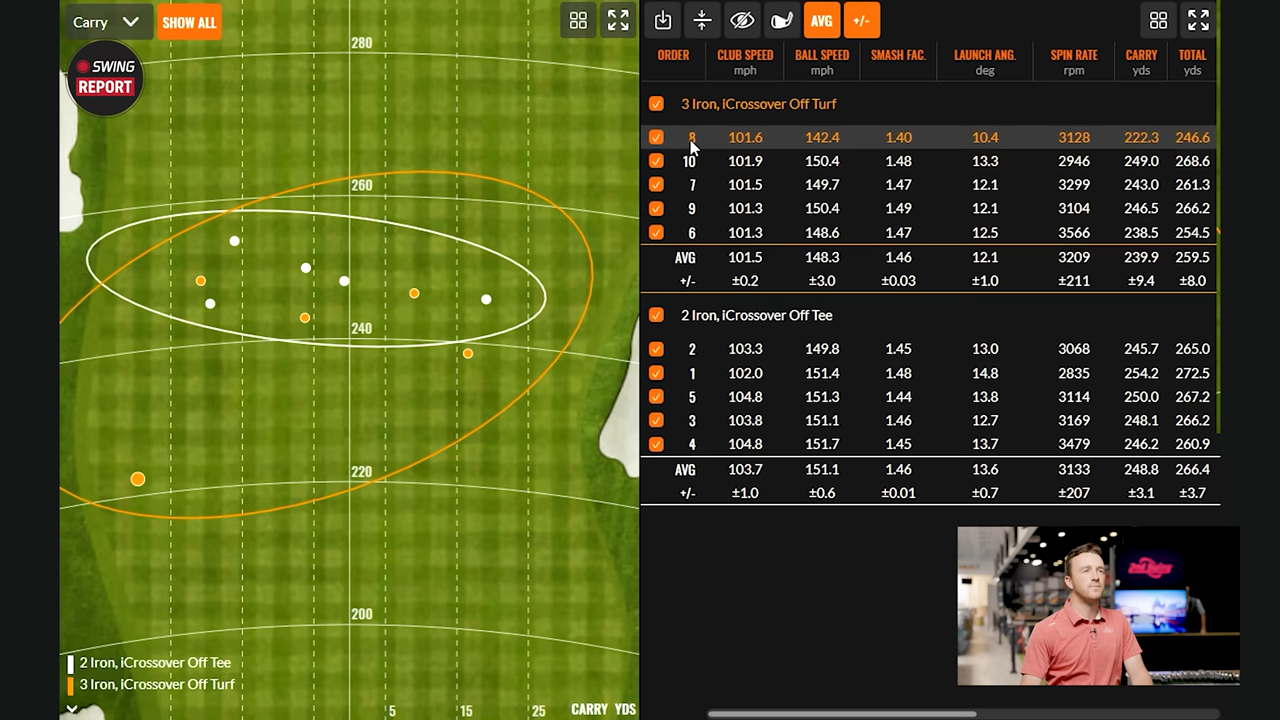 Carry
SHOW ALL
SWING
REPORT
280
260
240
220
200
2 Iron, iCrossover Off Tee
3 Iron, iCrossover Off Turf
5 15 25 CARRY YDS
AVG +/-
ORDER CLUB SPEED BALL SPEED SMASH FAC. LAUNCH ANG. SPIN RATE CARRY TOTAL
mph mph deg rpm yds yds
3 Iron, iCrossover Off Turf
8 101.6 142.4 1.40 10.4 3128 222.3 246.6
10 101.9 150.4 1.48 13.3 2946 249.0 268.6
7 101.5 149.7 1.47 12.1 3299 243.0 261.3
9 101.3 150.4 1.49 12.1 3104 246.5 266.2
6 101.3 148.6 1.47 12.5 3566 238.5 254.5
AVG 101.5 148.3 1.46 12.1 3209 239.9 259.5
+/- ±0.2 ±3.0 ±0.03 ±1.0 ±211 ±9.4 ±8.0
2 Iron, iCrossover Off Tee
2 103.3 149.8 1.45 13.0 3068 245.7 265.0
1 102.0 151.4 1.48 14.8 2835 254.2 272.5
5 104.8 151.3 1.44 13.8 3114 250.0 267.2
3 103.8 151.1 1.46 12.7 3169 248.1 266.2
4 104.8 151.7 1.45 13.7 3479 246.2 260.9
AVG 103.7 151.1 1.46 13.6 3133 248.8 266.4
+/- ±1.0 ±0.6 ±0.01 ±0.7 ±207 ±3.1 ±3.7
2nd Swing